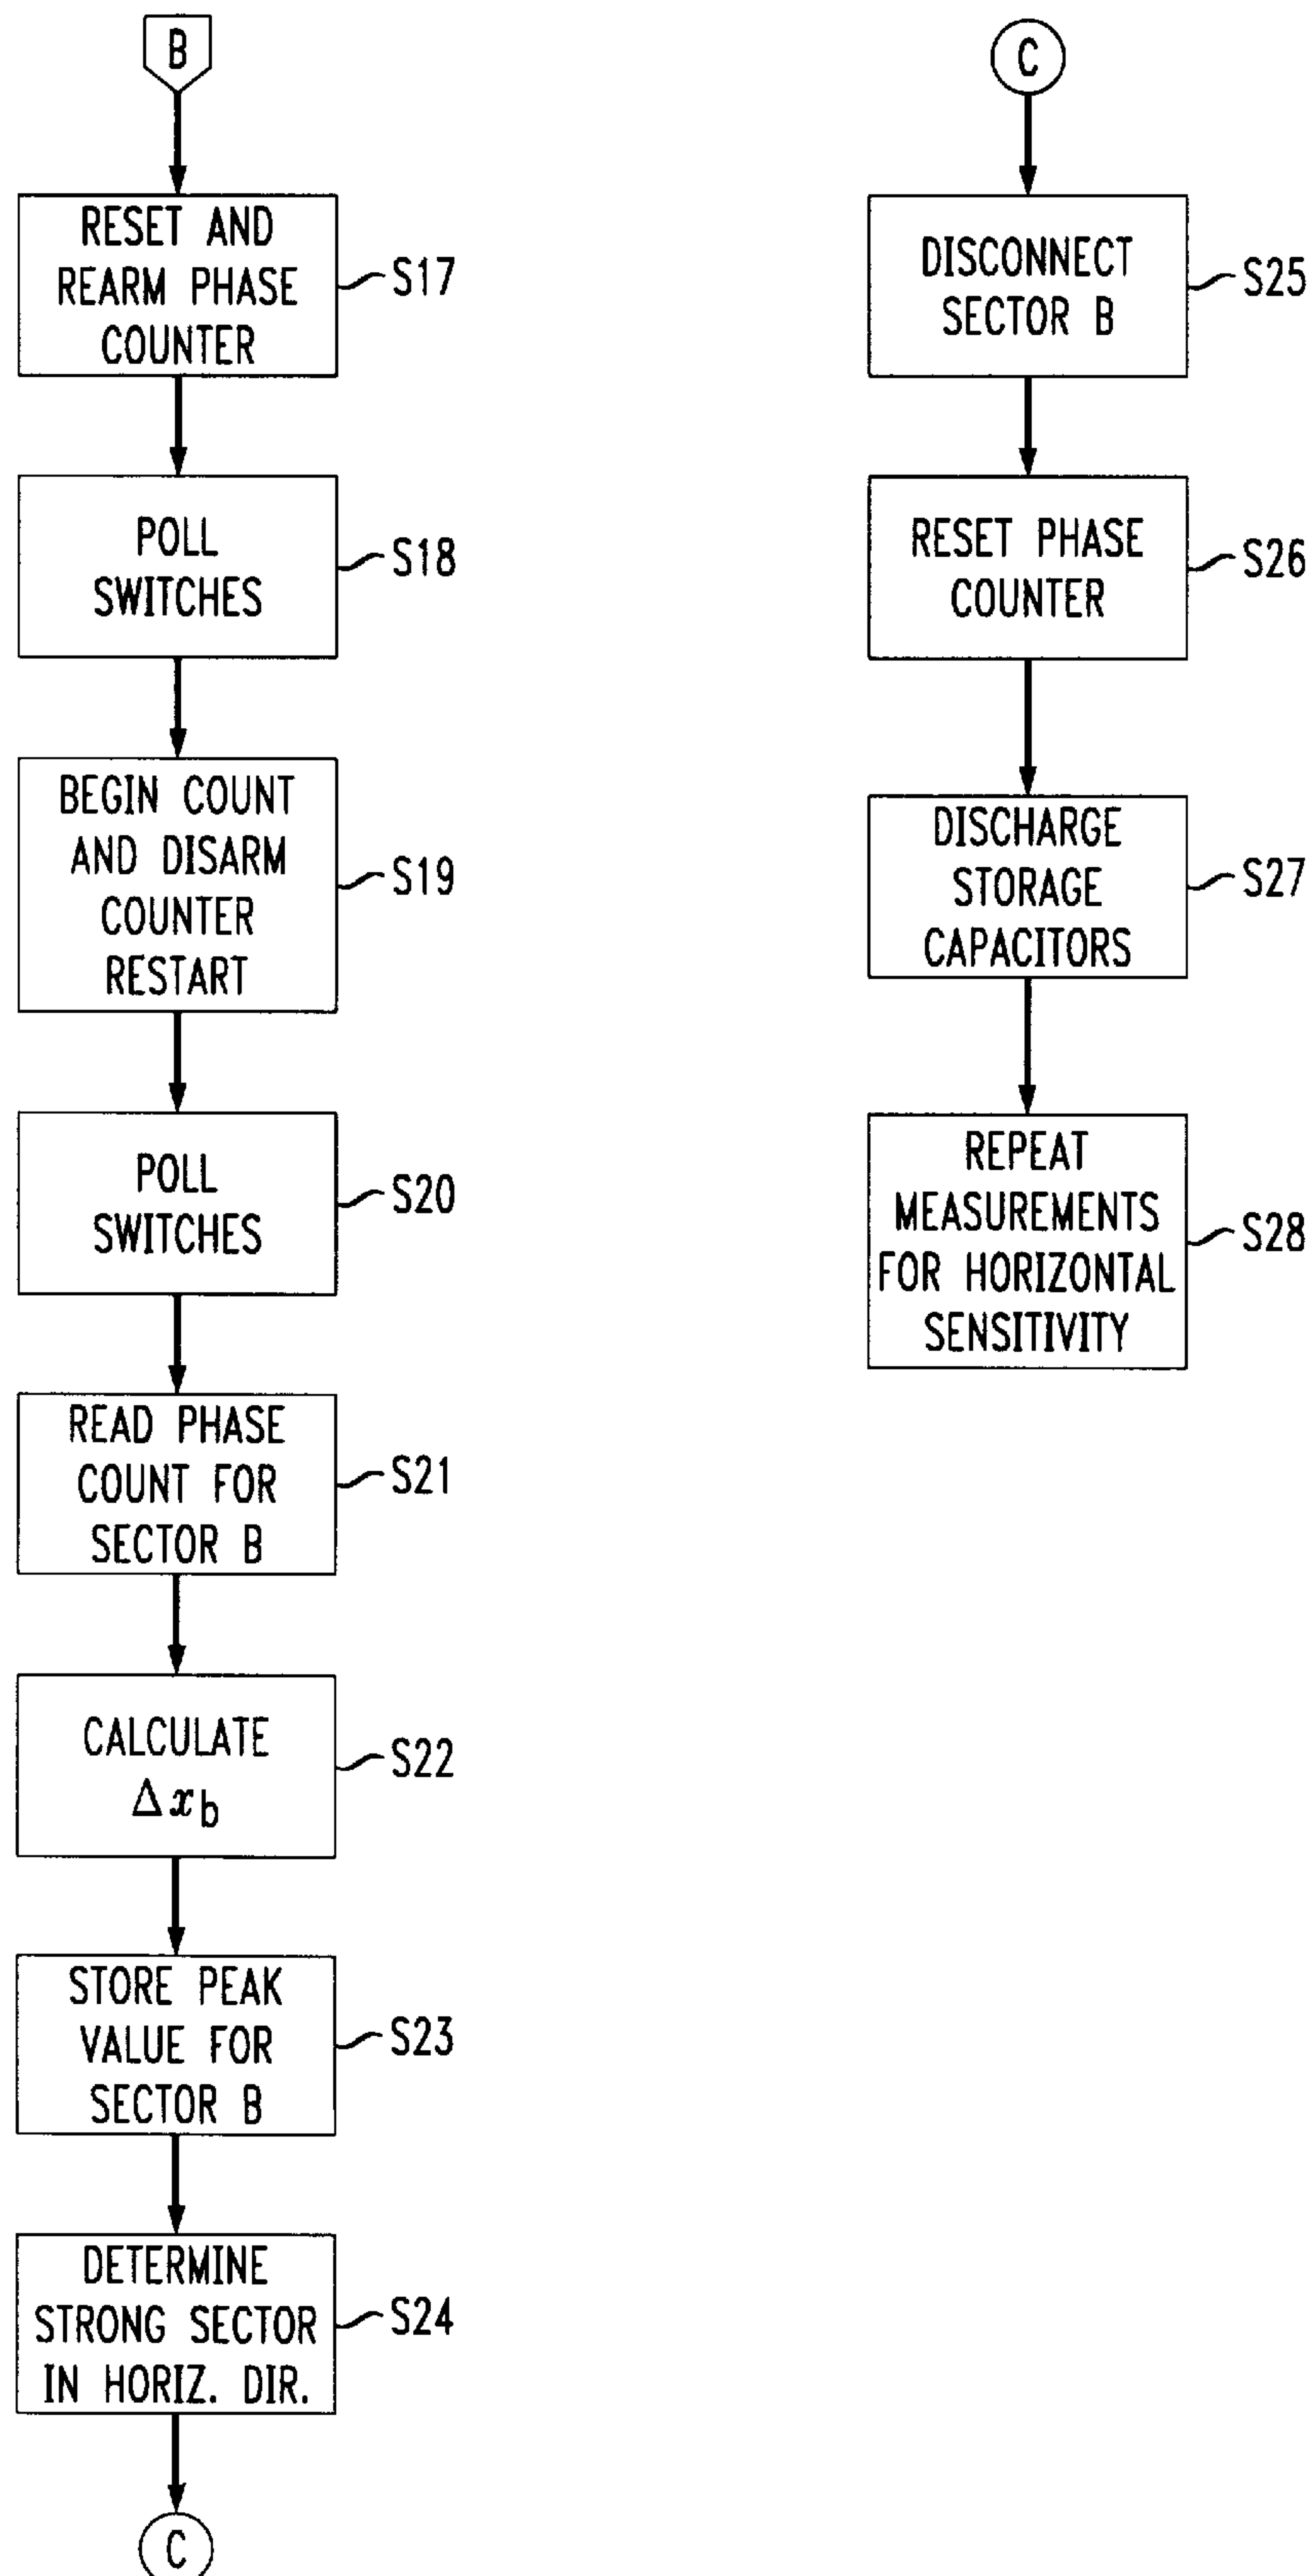 B
RESET AND
REARM PHASE
COUNTER
S17
POLL
SWITCHES
S18
BEGIN COUNT
AND DISARM
COUNTER
RESTART
S19
POLL
SWITCHES
S20
READ PHASE
COUNT FOR
SECTOR B
S21
CALCULATE
Δxb
S22
STORE PEAK
VALUE FOR
SECTOR B
S23
DETERMINE
STRONG SECTOR
IN HORIZ. DIR.
S24
C
C
DISCONNECT
SECTOR B
S25
RESET PHASE
COUNTER
S26
DISCHARGE
STORAGE
CAPACITORS
S27
REPEAT
MEASUREMENTS
FOR HORIZONTAL
SENSITIVITY
S28